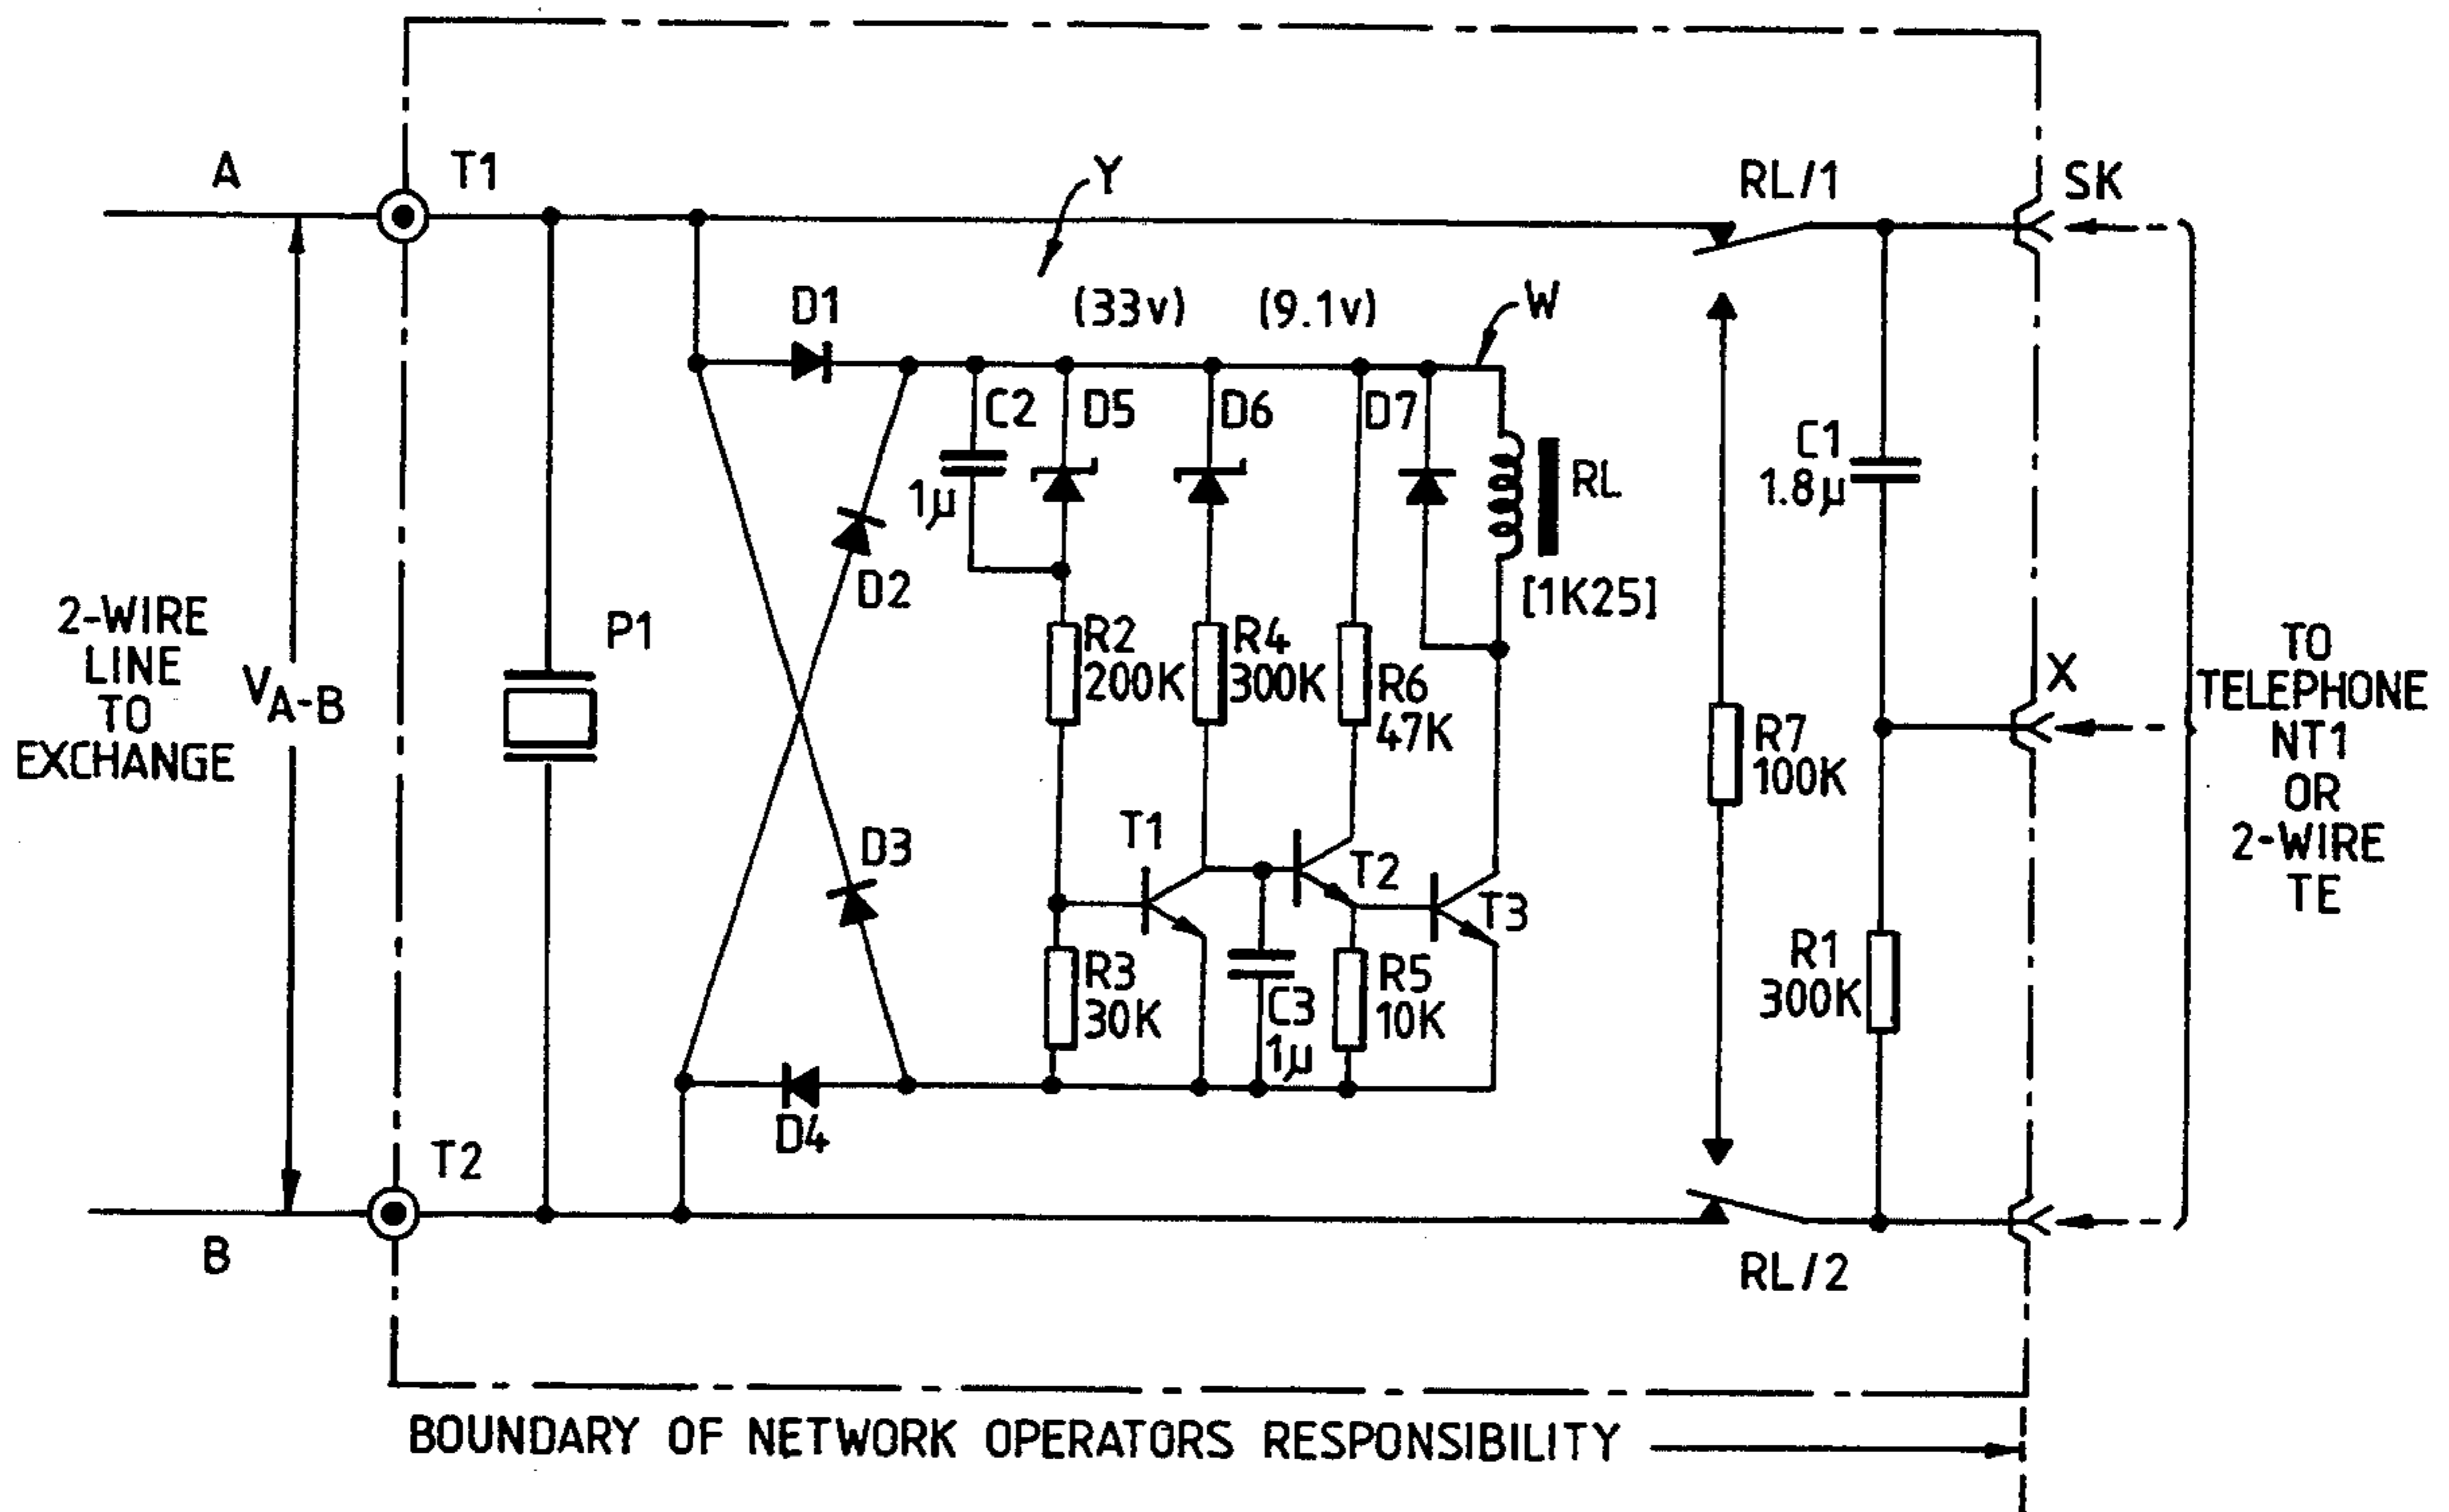 A
T1
Y
RL/1
SK
D1
(33v)
(9.1v)
W
C2
1μ
D5
D6
D7
RL
[1K25]
C1
1.8μ
D2
2-WIRE
LINE
TO
EXCHANGE
VA-B
P1
R2
200K
R4
300K
R6
47K
R7
100K
X
TO
TELEPHONE
NT1
OR
2-WIRE
TE
D3
T1
T2
T3
R3
30K
C3
1μ
R5
10K
R1
300K
D4
T2
B
RL/2
BOUNDARY OF NETWORK OPERATORS RESPONSIBILITY